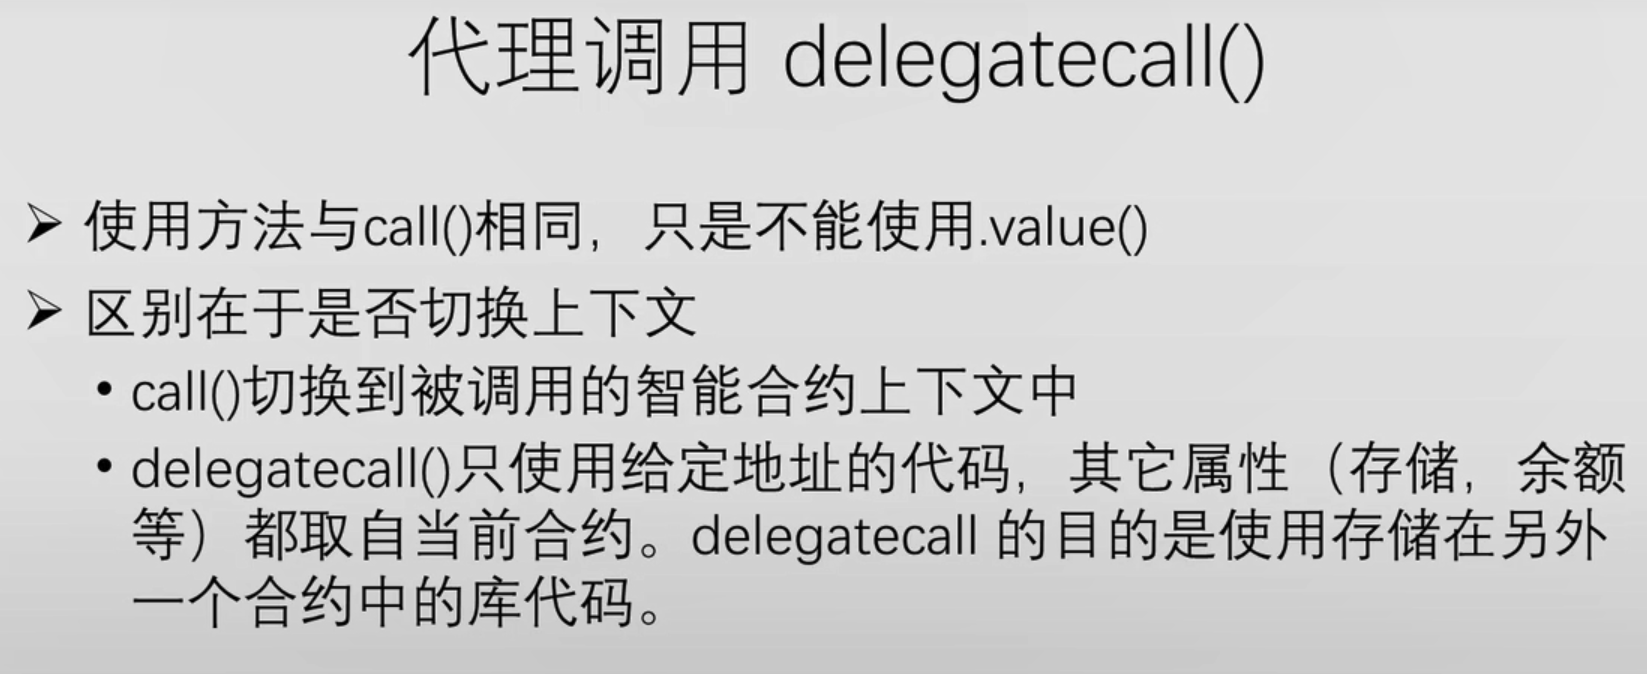 代理调用 delegatecall()
➢ 使用方法与call()相同，只是不能使用.value()
➢ 区别在于是否切换上下文
• call()切换到被调用的智能合约上下文中
• delegatecall()只使用给定地址的代码，其它属性（存储，余额
等）都取自当前合约。delegatecall 的目的是使用存储在另外
一个合约中的库代码。